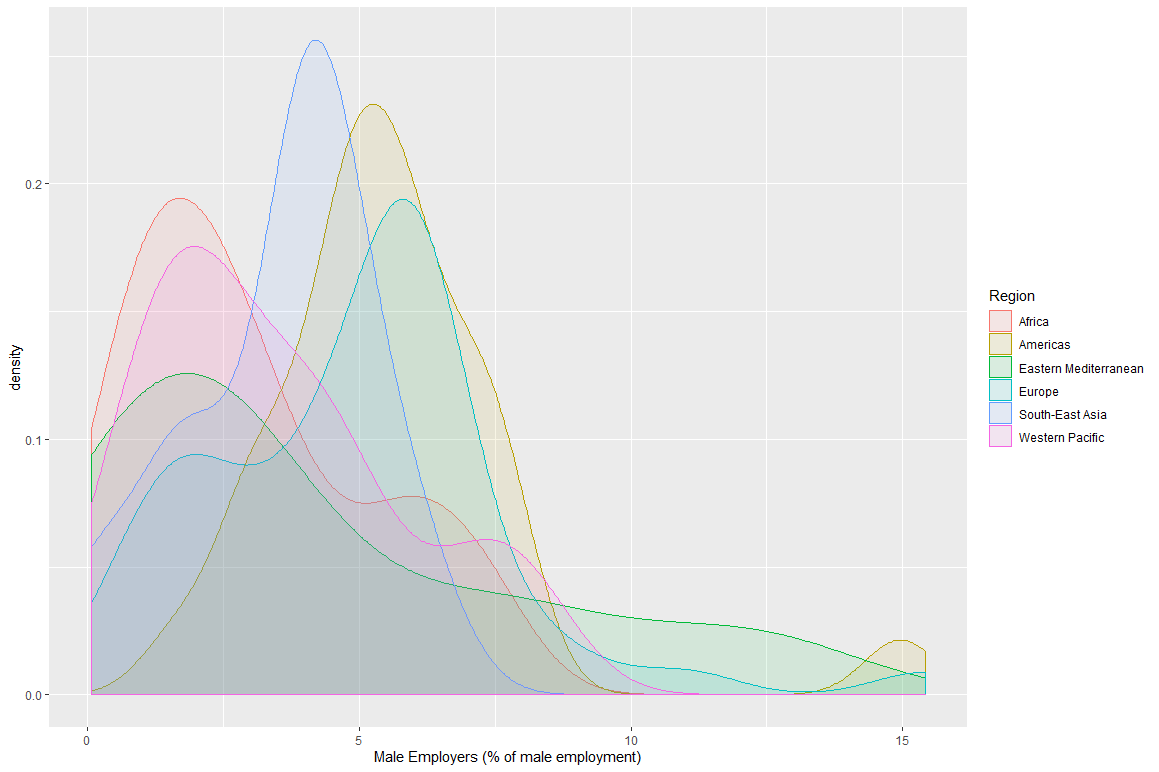 density
0.2
0.1
0.0
0
5
10
15
Male Employers (% of male employment)
Region
Africa
Americas
Eastern Mediterranean
Europe
South-East Asia
Western Pacific